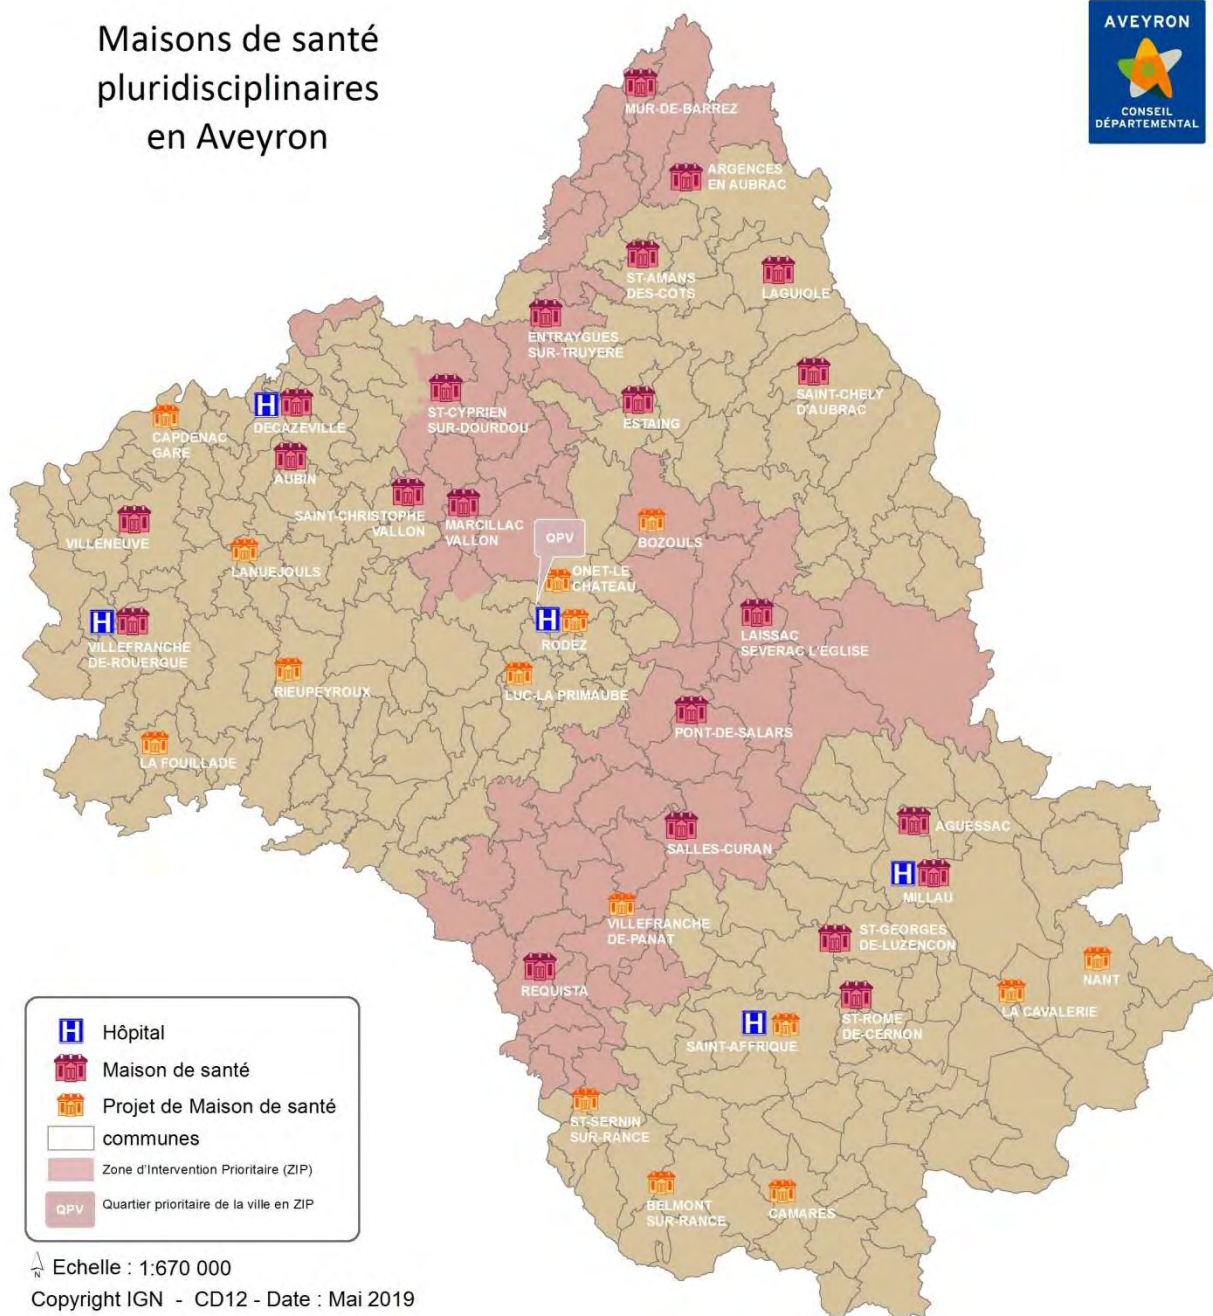 Maisons de santé
pluridisciplinaires
en Aveyron
AVEYRON
CONSEIL
DÉPARTEMENTAL
MUR-DE-BARREZ
ARGENCES
EN AUBRAC
ST-AMANS
DES-COTS
LAGUIOLE
ENTRAYGUES
SUR-TRUYERE
SAINT-CHELY
D'AUBRAC
ST-CYPRIEN
SUR-DOURDOU
ESTAING
H
DECAZEVILLE
CAPDENAC
GARE
AUBIN
SAINT-CHRISTOPHE
VALLON
MARCILLAC
VALLON
VILLENEUVE
LANUEJOULS
QPV
BOZOULS
ONET-LE
CHATEAU
H
RODEZ
LAISSAC
SEVERAC L'EGLISE
H
VILLEFRANCHE
DE-ROUERGUE
RIEUPEYROUX
LUC-LA PRIMAUBE
PONT-DE-SALARS
LA FOUILLADE
SALLES-CURAN
AGUESSAC
H
MILLAU
VILLEFRANCHE
DE-PANAT
ST-GEORGES
DE-LUZENCON
REQUISTA
NANT
LA CAVALERIE
ST-ROME
DE-CERNON
H
SAINT-AFFRIQUE
ST-SERNIN
SUR-RANCE
BELMONT
SUR-RANCE
CAMARES
H Hôpital
Maison de santé
Projet de Maison de santé
communes
Zone d'Intervention Prioritaire (ZIP)
QPV Quartier prioritaire de la ville en ZIP
N Echelle : 1:670 000
Copyright IGN - CD12 - Date : Mai 2019